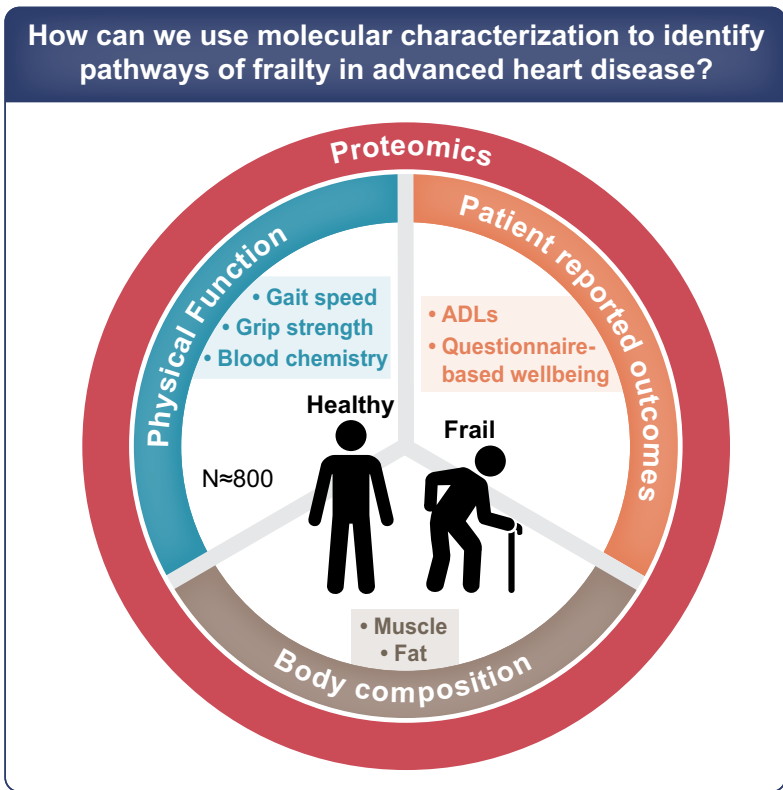 How can we use molecular characterization to identify
pathways of frailty in advanced heart disease?
Proteomics
Physical Function
• Gait speed
• Grip strength
• Blood chemistry
Patient reported outcomes
• ADLs
• Questionnaire-
based wellbeing
Healthy
Frail
N≈800
• Muscle
• Fat
Body composition